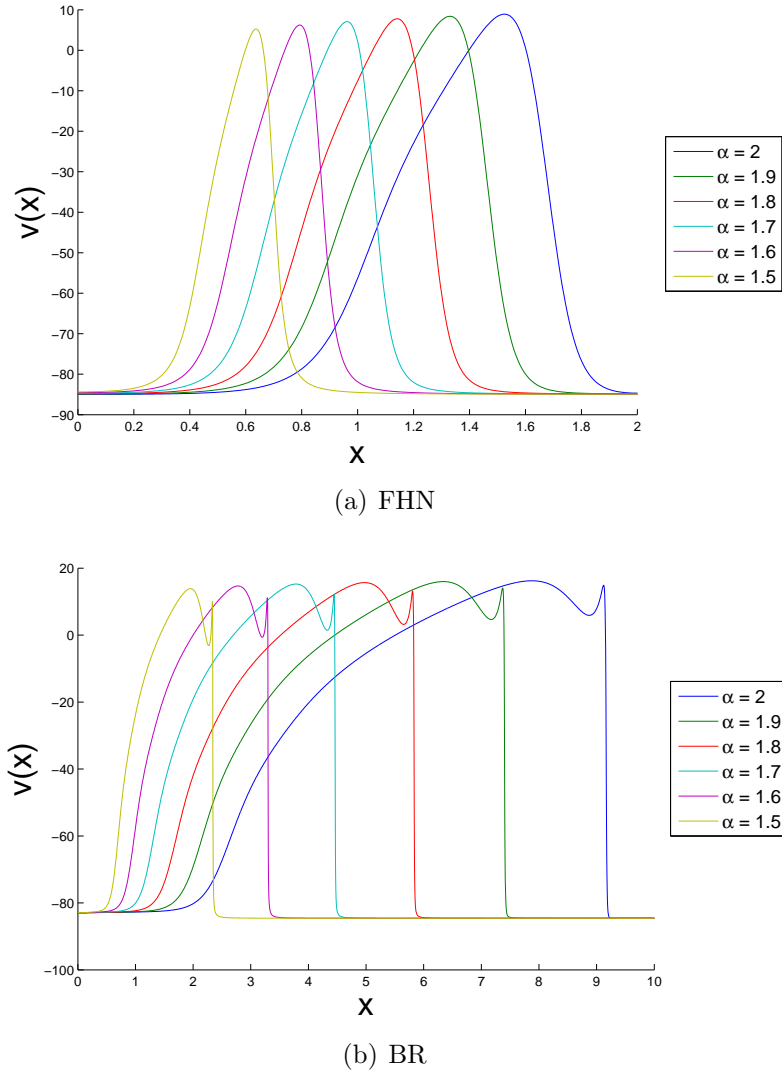 10
0
−10
−20
−30
−40
−50
−60
−70
−80
−90
v(x)
0 0.2 0.4 0.6 0.8 1 1.2 1.4 1.6 1.8 2
x
α = 2
α = 1.9
α = 1.8
α = 1.7
α = 1.6
α = 1.5
(a) FHN
20
0
−20
−40
−60
−80
−100
v(x)
0 1 2 3 4 5 6 7 8 9 10
x
α = 2
α = 1.9
α = 1.8
α = 1.7
α = 1.6
α = 1.5
(b) BR